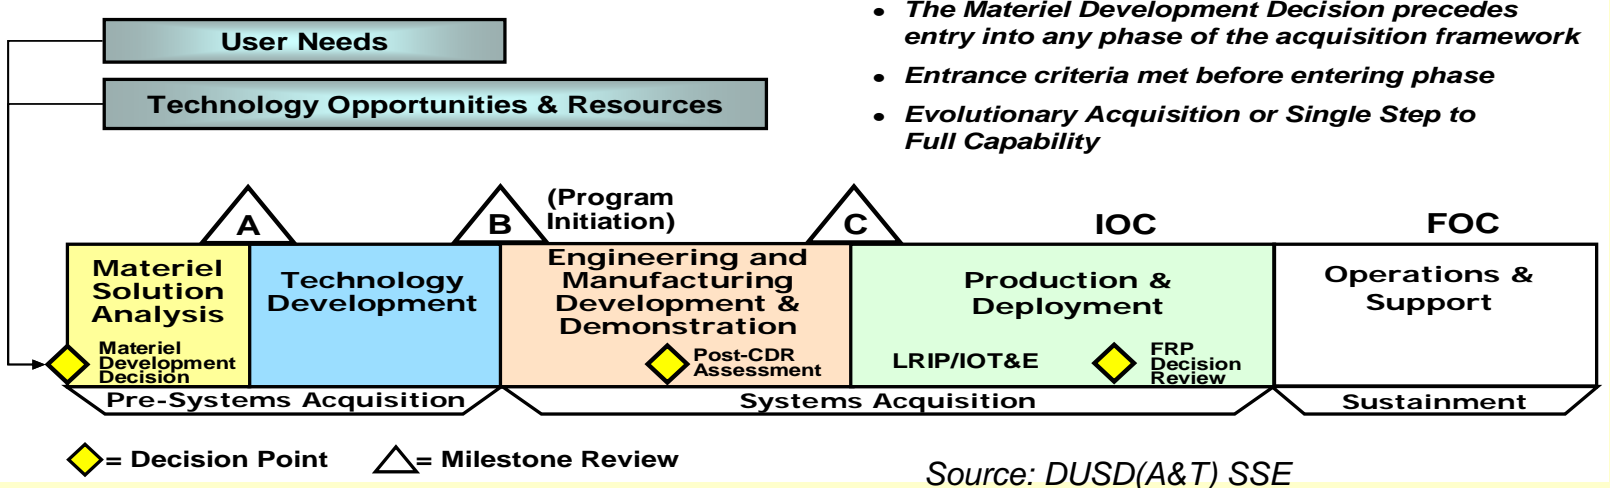 • The Materiel Development Decision precedes
entry into any phase of the acquisition framework
• Entrance criteria met before entering phase
• Evolutionary Acquisition or Single Step to
Full Capability
User Needs
Technology Opportunities & Resources
A
B
(Program
Initiation)
C
IOC
FOC
Materiel
Solution
Analysis
Materiel
Development
Decision
Technology
Development
Engineering and
Manufacturing
Development &
Demonstration
Post-CDR
Assessment
Production &
Deployment
LRIP/IOT&E
FRP
Decision
Review
Operations &
Support
Pre-Systems Acquisition
Systems Acquisition
Sustainment
= Decision Point
= Milestone Review
Source: DUSD(A&T) SSE